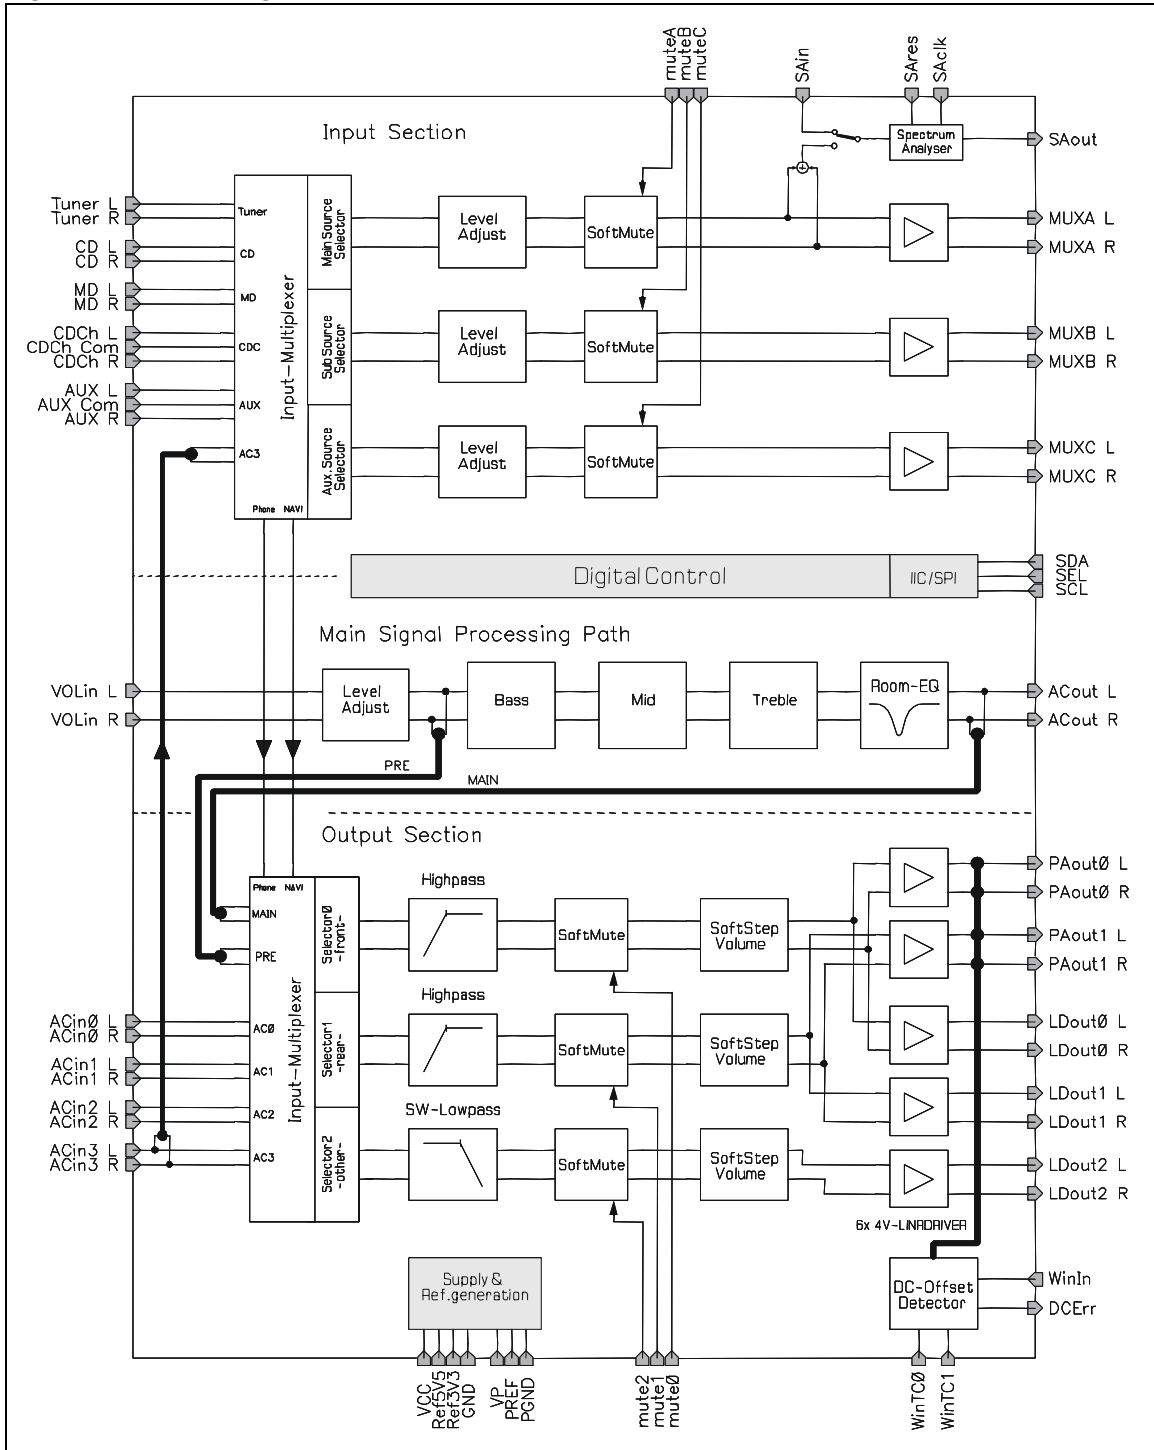 muteA
muteB
muteC
SAin
SAres
SAclk
Input Section
Spectrum
Analyser
SAout
Tuner L
Tuner R
CD L
CD R
MD L
MD R
CDCh L
CDCh Com
CDCh R
AUX L
AUX Com
AUX R
Tuner
CD
MD
CDC
AUX
AC3
Input-Multiplexer
Phone
NAVI
Main Source
Selector
Sub Source
Selector
Aux. Source
Selector
Level
Adjust
SoftMute
MUXA L
MUXA R
Level
Adjust
SoftMute
MUXB L
MUXB R
Level
Adjust
SoftMute
MUXC L
MUXC R
Digital Control
IIC/SPI
SDA
SEL
SCL
Main Signal Processing Path
VOLin L
VOLin R
Level
Adjust
Bass
Mid
Treble
Room-EQ
ACout L
ACout R
PRE
MAIN
Output Section
Phone
NAVI
MAIN
PRE
AC0
AC1
AC2
AC3
Input-Multiplexer
Selector0
-front-
Selector1
-rear-
Selector2
-other-
ACin0 L
ACin0 R
ACin1 L
ACin1 R
ACin2 L
ACin2 R
ACin3 L
ACin3 R
Highpass
SoftMute
SoftStep
Volume
Highpass
SoftMute
SoftStep
Volume
SW-Lowpass
SoftMute
SoftStep
Volume
PAout0 L
PAout0 R
PAout1 L
PAout1 R
LDout0 L
LDout0 R
LDout1 L
LDout1 R
LDout2 L
LDout2 R
6x 4V-LINADRIVER
Supply &
Ref.generation
DC-Offset
Detector
WinIn
DCErr
VCC
Ref5V5
Ref3V3
GND
VP
PREF
PGND
mute2
mute1
mute0
WinTC0
WinTC1